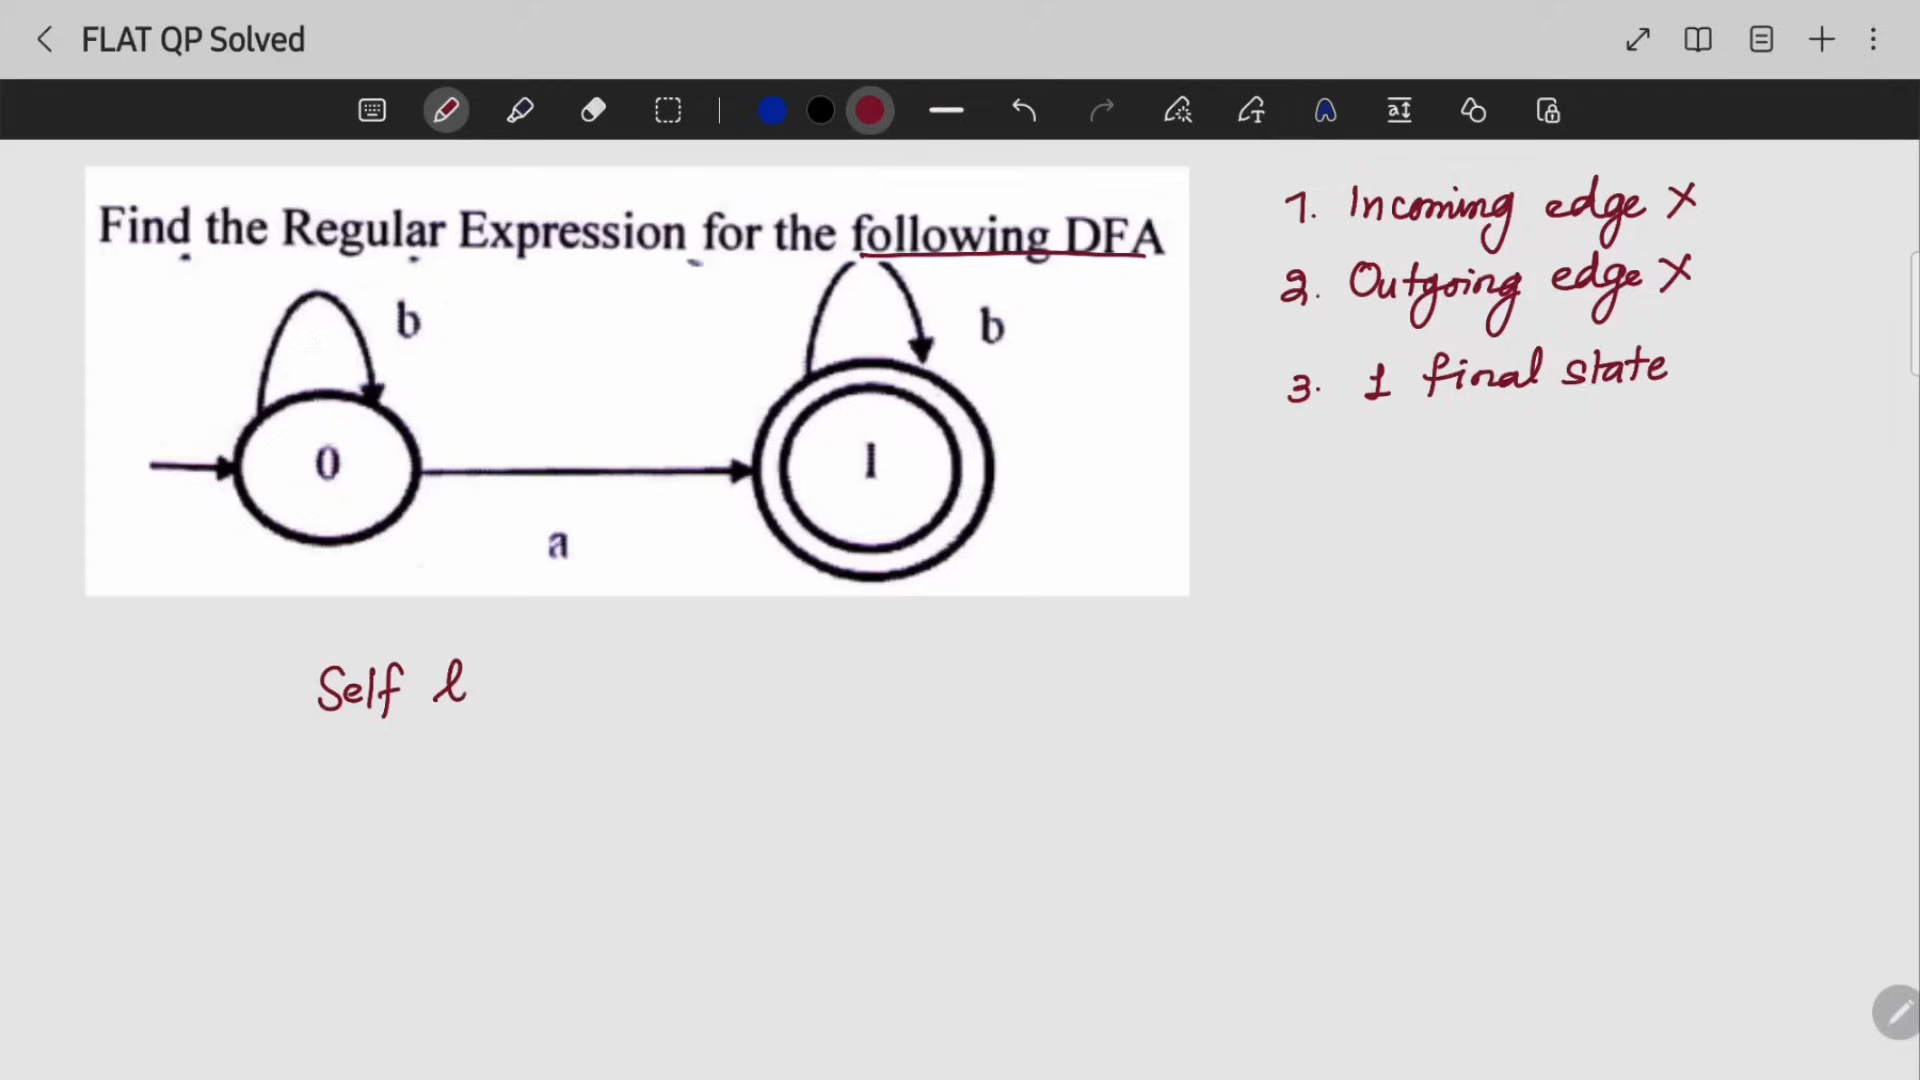 FLAT QP Solved
Find the Regular Expression for the following DFA
b
b
0
1
a
1. Incoming edge X
2. Outgoing edge X
3. 1 final state
Self l